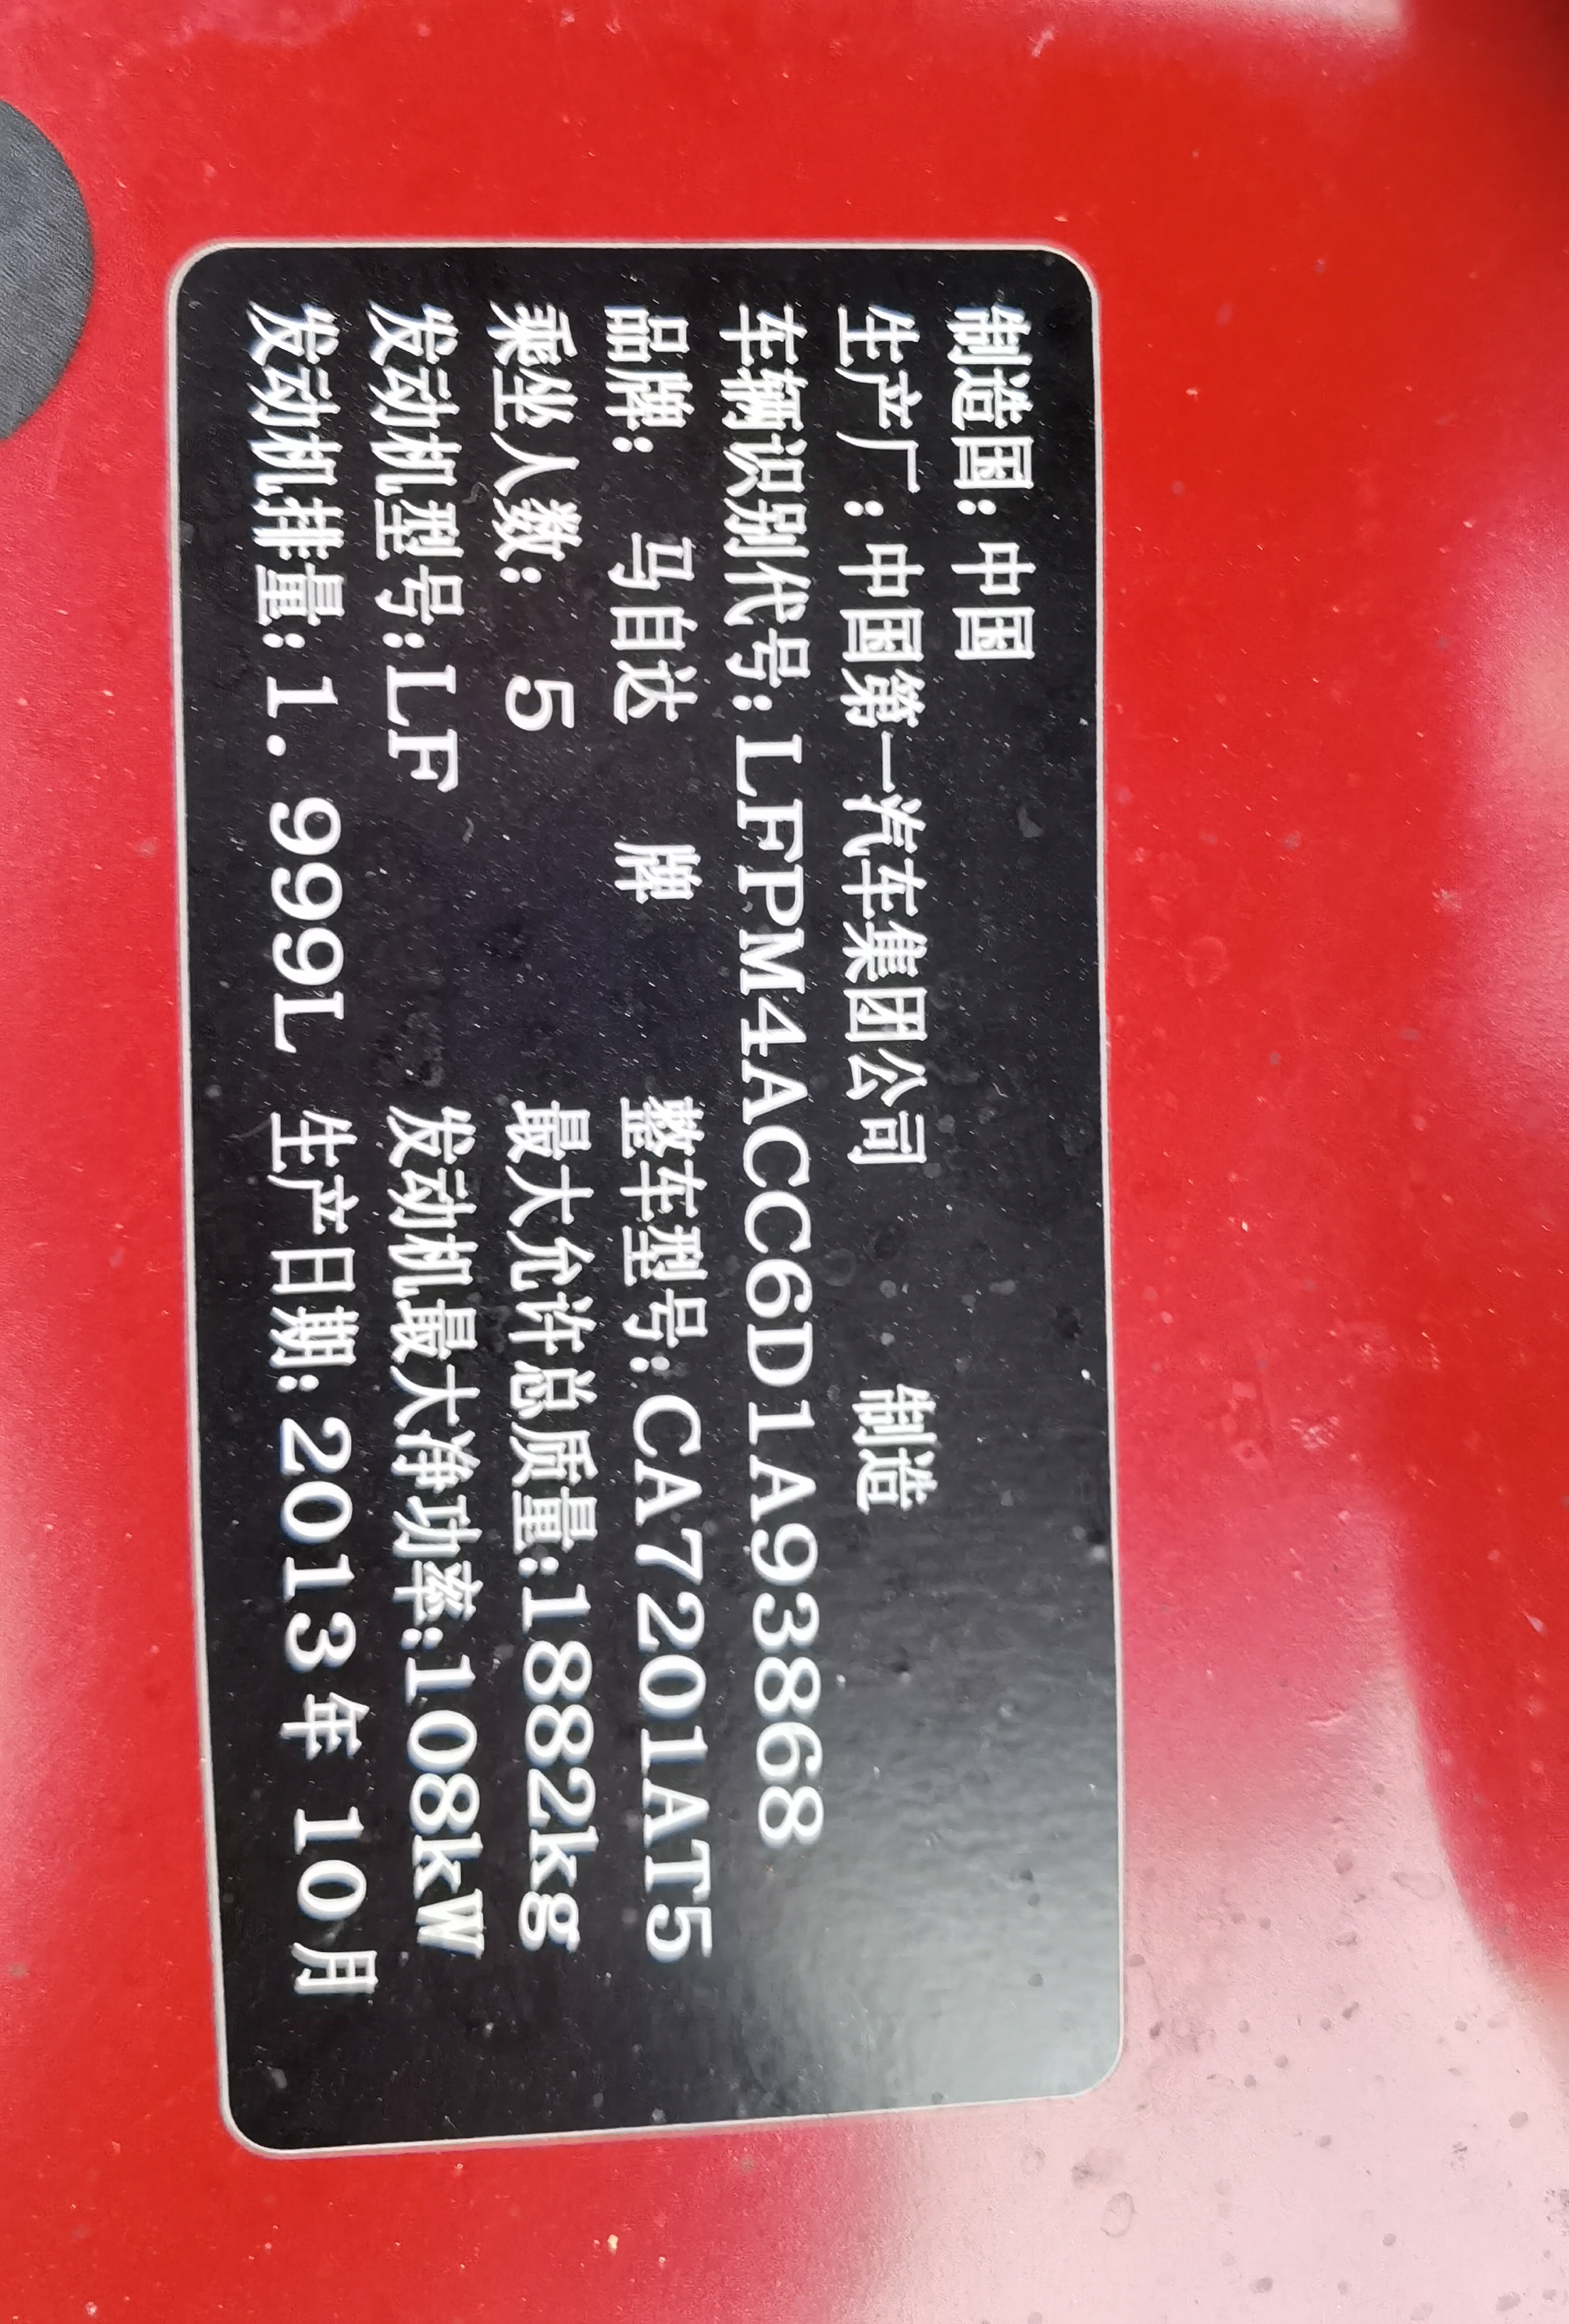 制造国：中国
生产厂：中国第一汽车集团公司 制造
车辆识别代号：LFPM4ACC6D1A93868
品牌： 马自达 牌 整车型号：CA7201AT5
乘坐人数： 5 最大允许总质量：1882kg
发动机型号：LF 发动机最大净功率：108kW
发动机排量：1.999L 生产日期：2013年 10月